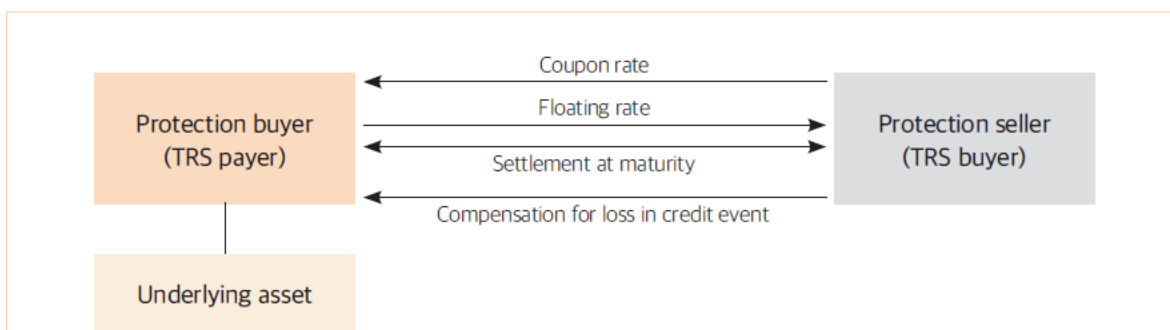 Coupon rate
Protection buyer
(TRS payer)
Floating rate
Protection seller
(TRS buyer)
Settlement at maturity
Compensation for loss in credit event
Underlying asset